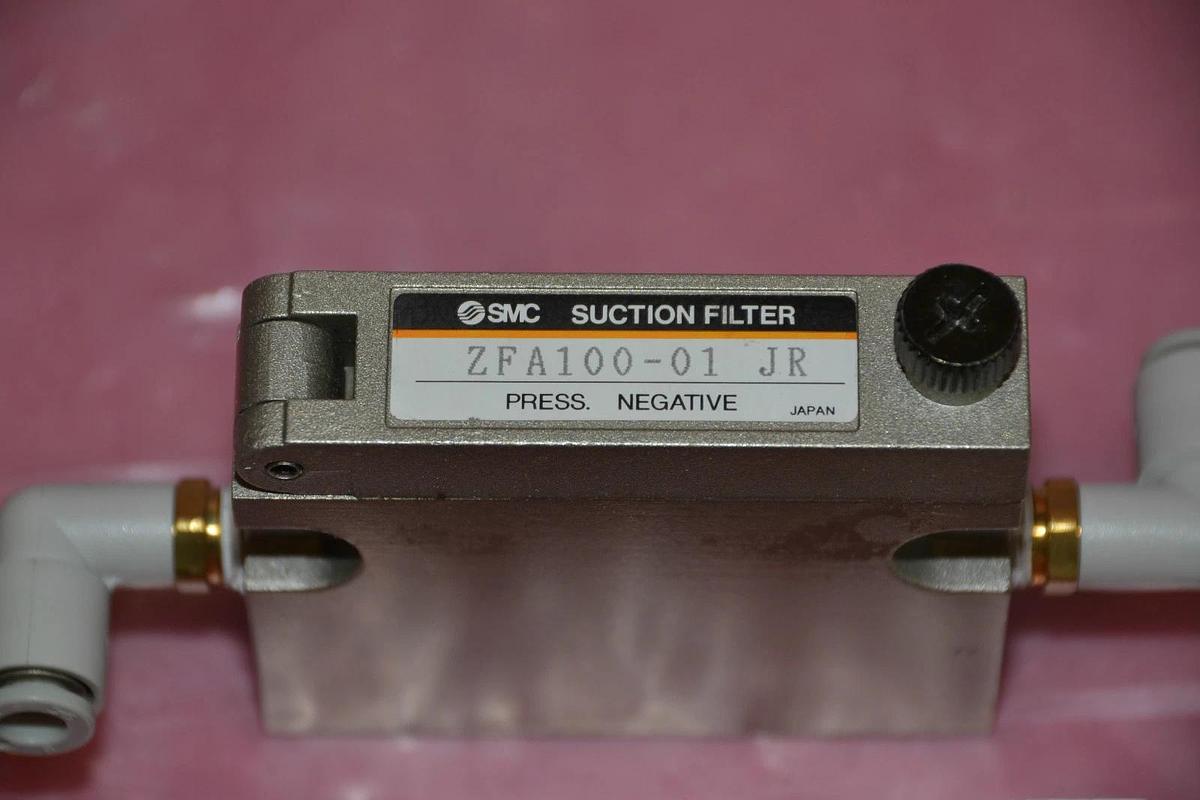 SMC SUCTION FILTER
ZFA100-01 JR
PRESS. NEGATIVE
JAPAN